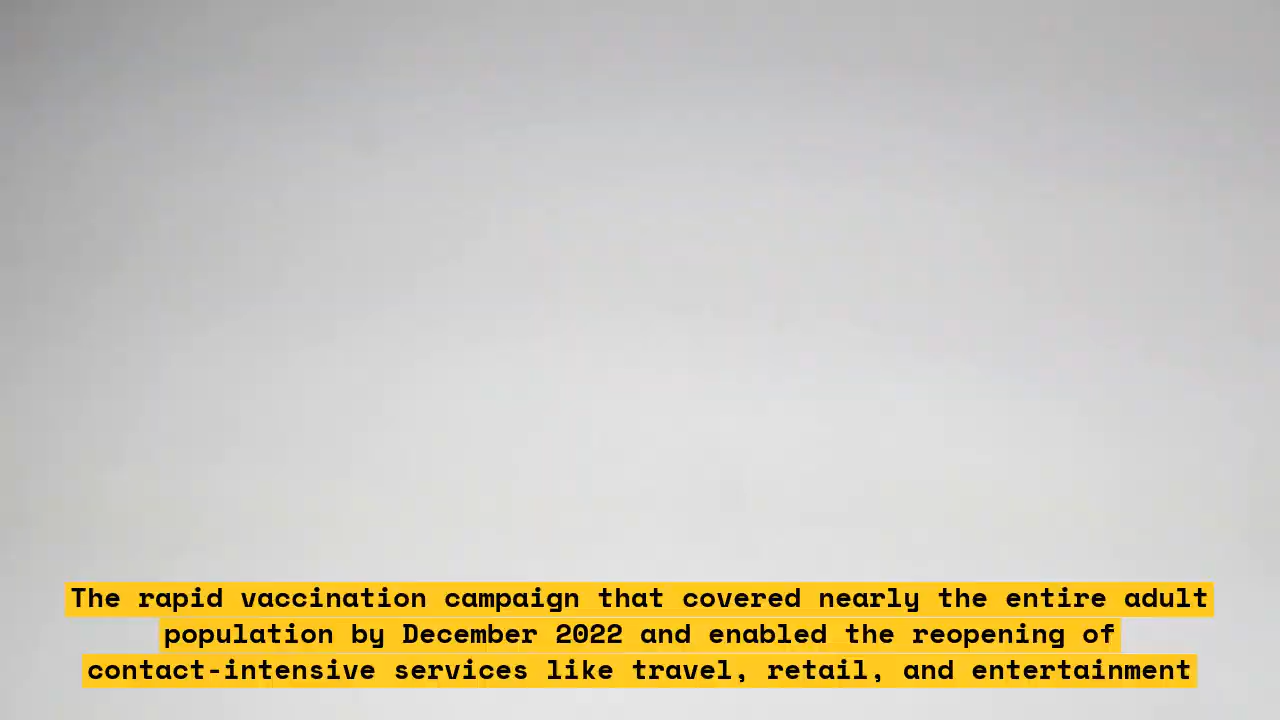 The rapid vaccination campaign that covered nearly the entire adult
population by December 2022 and enabled the reopening of
contact-intensive services like travel, retail, and entertainment